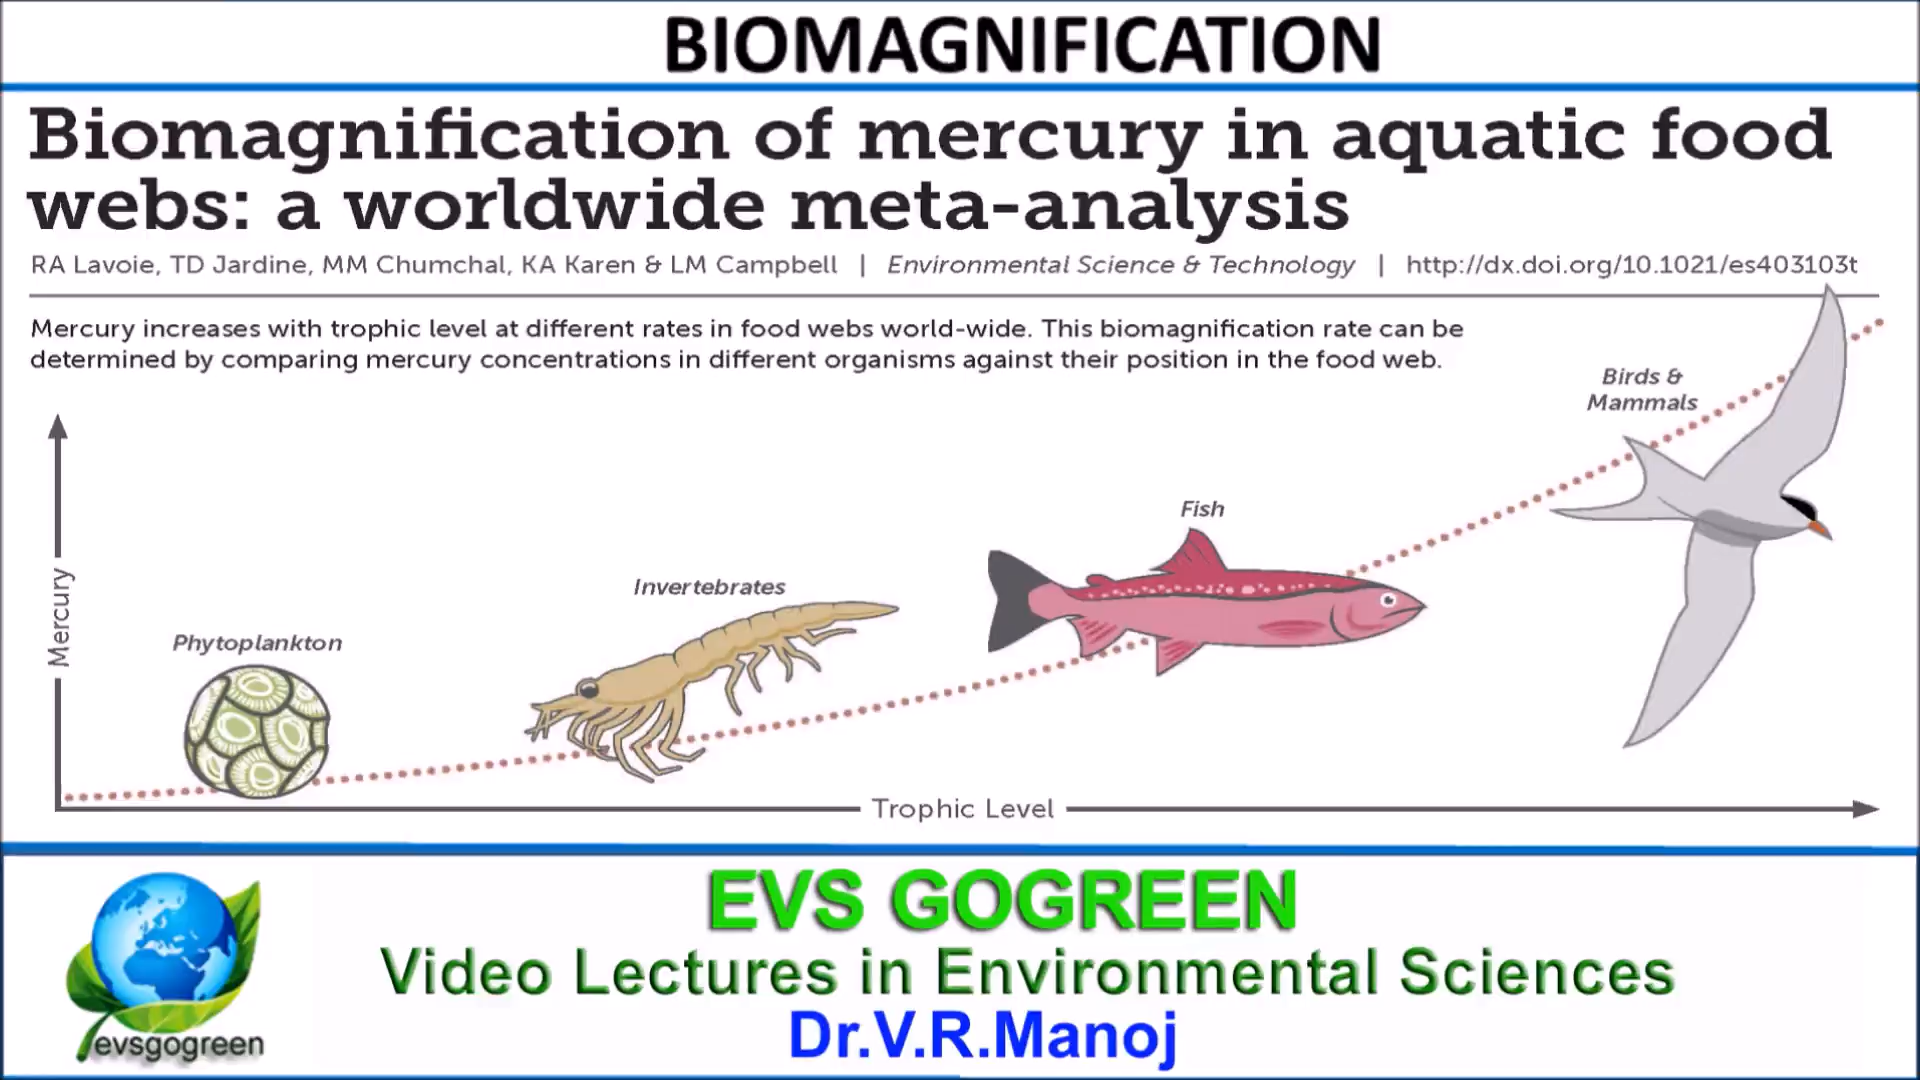 BIOMAGNIFICATION
Biomagnification of mercury in aquatic food
webs: a worldwide meta-analysis
RA Lavoie, TD Jardine, MM Chumchal, KA Karen & LM Campbell | Environmental Science & Technology | http://dx.doi.org/10.1021/es403103t
Mercury increases with trophic level at different rates in food webs world-wide. This biomagnification rate can be
determined by comparing mercury concentrations in different organisms against their position in the food web.
Birds &
Mammals
Fish
Invertebrates
Phytoplankton
Mercury
Trophic Level
EVS GOGREEN
Video Lectures in Environmental Sciences
Dr.V.R.Manoj
evsgogreen